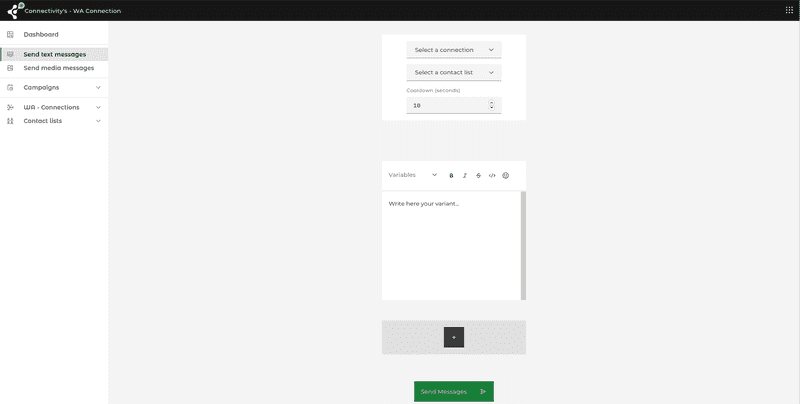 Connectivity's - WA Connection
Dashboard
Send text messages
Send media messages
Campaigns
WA - Connections
Contact lists
Select a connection
Select a contact list
Cooldown (seconds)
10
Variables
B I S </>
Write here your variant...
+
Send Messages